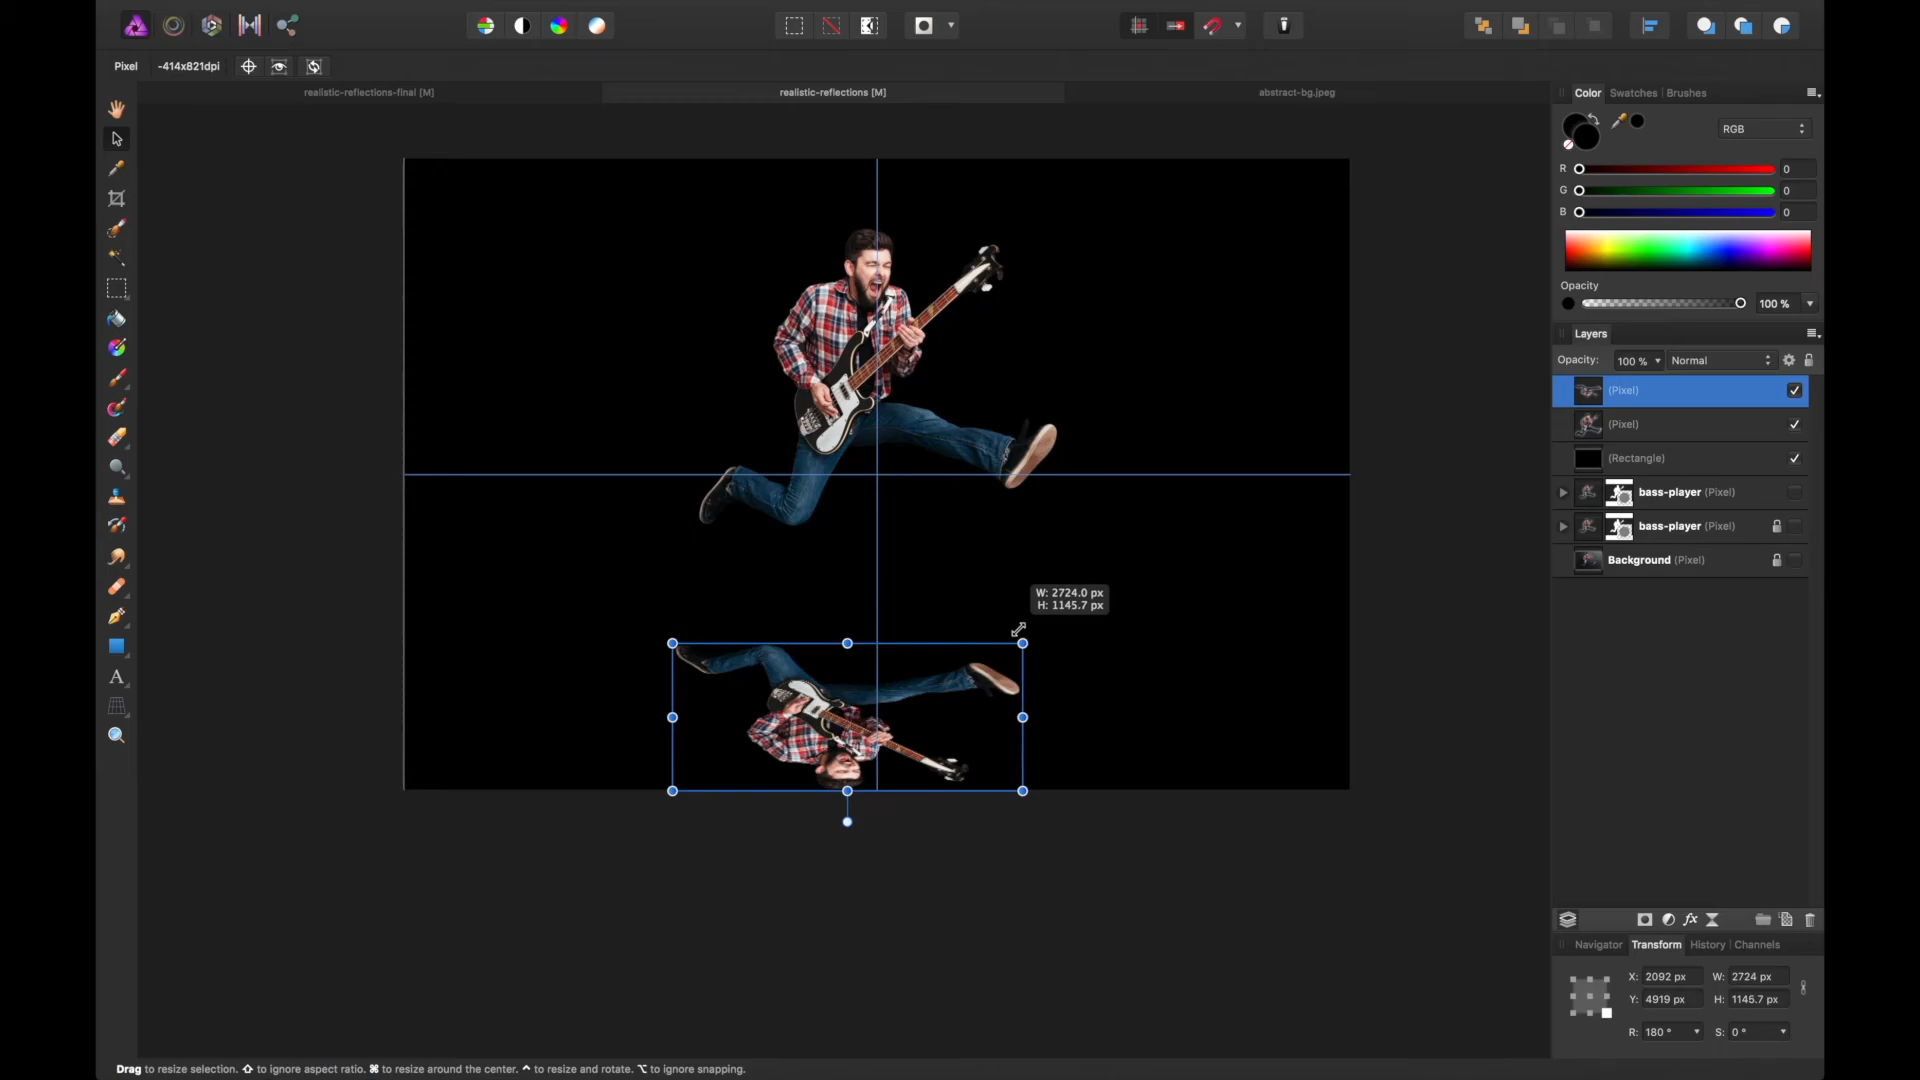 Pixel
-414x821dpi
realistic-reflections-final [M]
realistic-reflections [M]
abstract-bg.jpeg
Color
Swatches
Brushes
RGB
R
0
G
0
B
0
Opacity
100 %
Layers
Opacity:
100 %
Normal
(Pixel)
(Pixel)
(Rectangle)
bass-player (Pixel)
bass-player (Pixel)
Background (Pixel)
W: 2724.0 px
H: 1145.7 px
A
fx
Navigator
Transform
History
Channels
X: 2092 px
W: 2724 px
Y: 4919 px
H: 1145.7 px
R: 180 °
S: 0 °
Drag to resize selection. ⇧ to ignore aspect ratio. ⌘ to resize around the center. ⌃ to resize and rotate. ⌥ to ignore snapping.